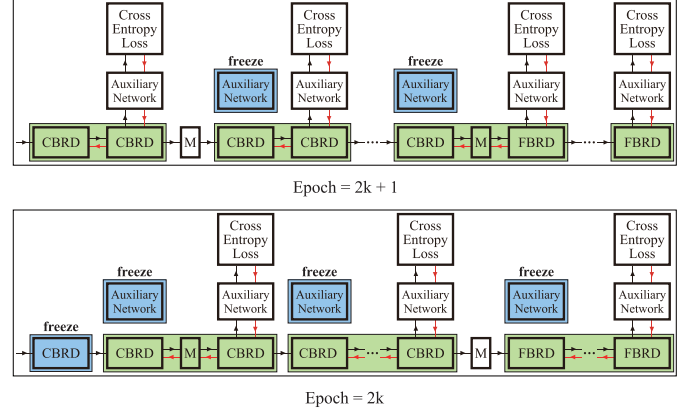 Cross Entropy Loss
Cross Entropy Loss
Cross Entropy Loss
Cross Entropy Loss
freeze
freeze
Auxiliary Network
Auxiliary Network
Auxiliary Network
Auxiliary Network
Auxiliary Network
Auxiliary Network
CBRD
CBRD
M
CBRD
CBRD
CBRD
M
FBRD
FBRD
Epoch = 2k + 1
Cross Entropy Loss
Cross Entropy Loss
Cross Entropy Loss
freeze
freeze
freeze
Auxiliary Network
Auxiliary Network
Auxiliary Network
Auxiliary Network
Auxiliary Network
Auxiliary Network
freeze
CBRD
CBRD
M
CBRD
CBRD
CBRD
M
FBRD
FBRD
Epoch = 2k